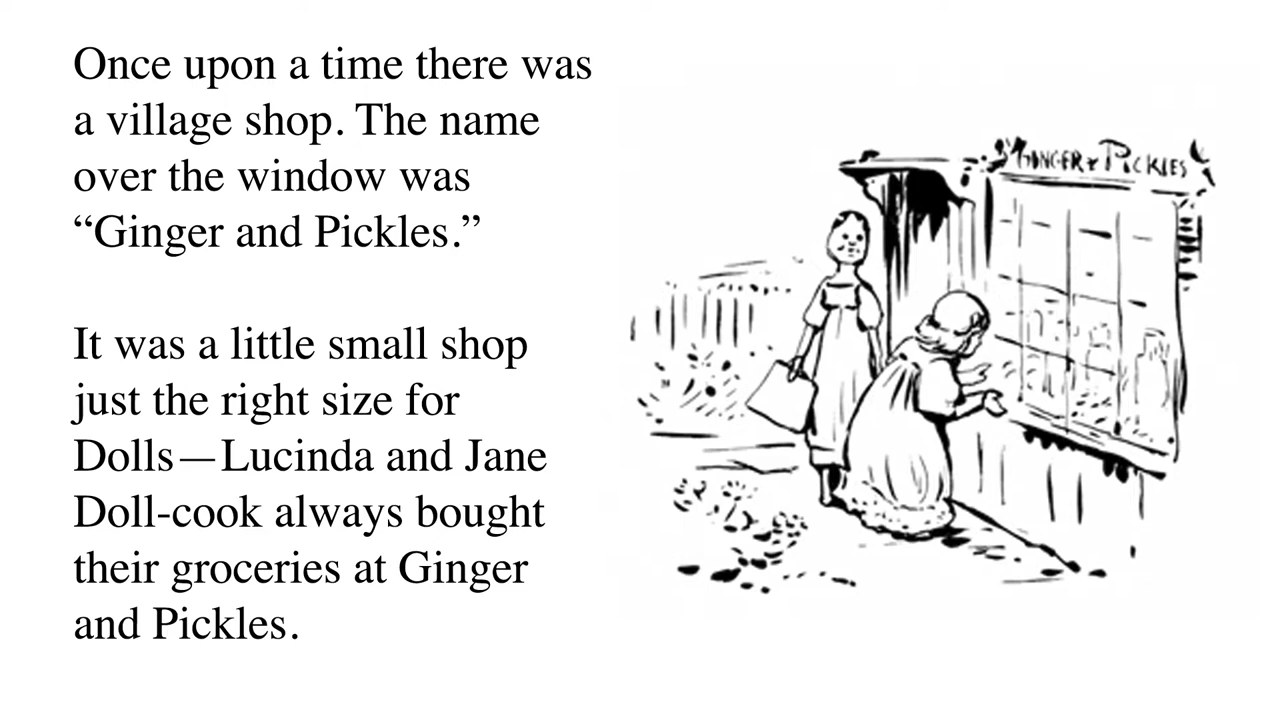 Once upon a time there was
a village shop. The name
over the window was
“Ginger and Pickles.”
It was a little small shop
just the right size for
Dolls—Lucinda and Jane
Doll-cook always bought
their groceries at Ginger
and Pickles.
GINGER & PICKLES